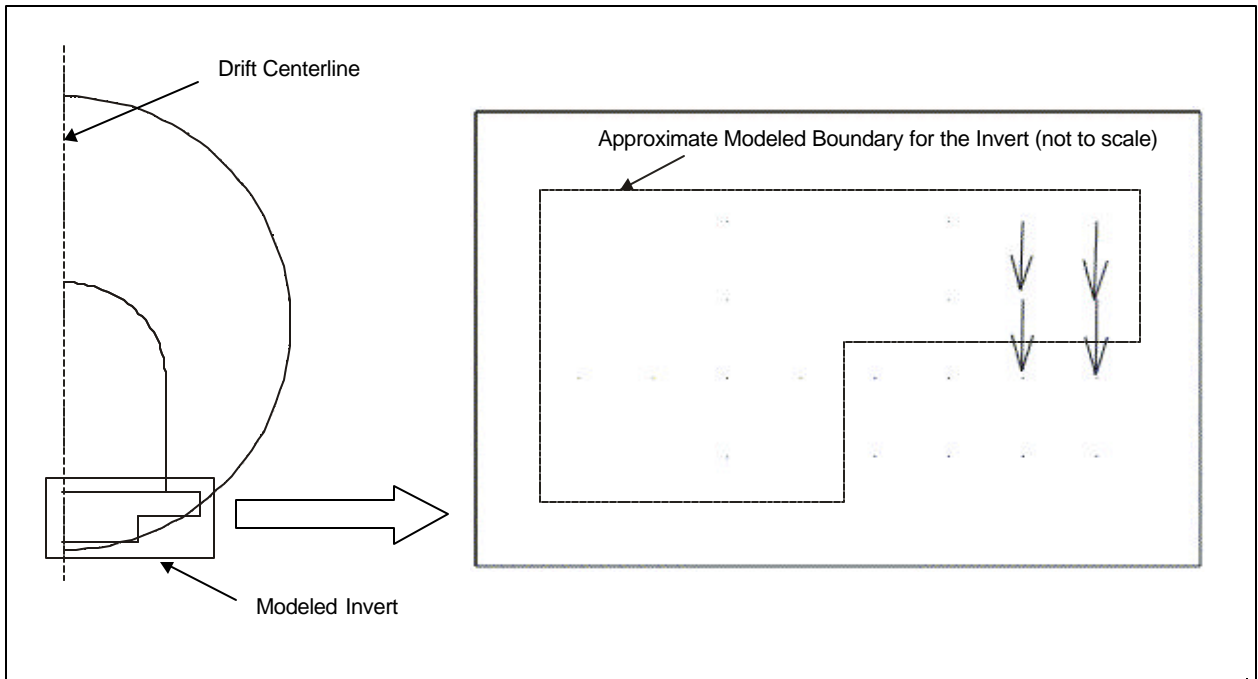 Drift Centerline
Approximate Modeled Boundary for the Invert (not to scale)
Modeled Invert